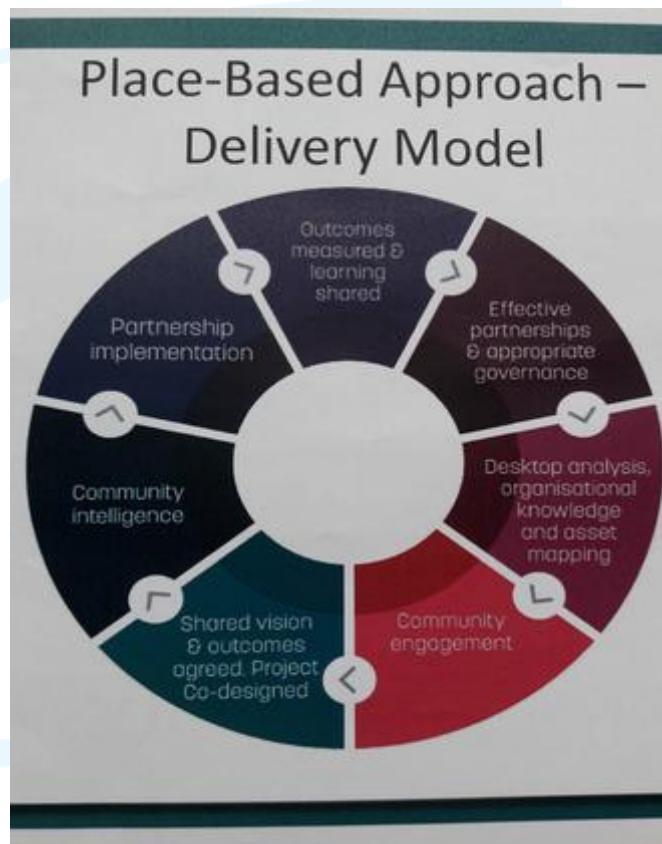 Place-Based Approach –
Delivery Model
Outcomes
measured &
learning
shared
Effective
partnerships
& appropriate
governance
Desktop analysis,
organisational
knowledge
and asset
mapping
Community
engagement
Shared vision
& outcomes
agreed. Project
Co-designed
Community
intelligence
Partnership
implementation